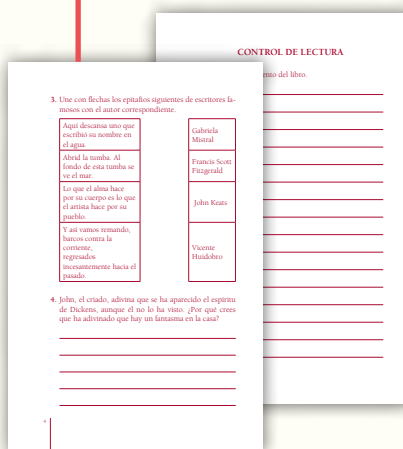 CONTROL DE LECTURA
del libro.
3. Une con flechas los epitafios siguientes de escritores fa-
mosos con el autor correspondiente.
Aquí descansa uno que
escribió su nombre en
el agua.
Abrid la tumba. Al
fondo de esta tumba se
ve el mar.
Lo que el alma hace
por su cuerpo es lo que
el artista hace por su
pueblo.
Y así vamos remando,
barcos contra la
corriente,
regresados
incesantemente hacia el
pasado.
Gabriela
Mistral
Francis Scott
Fitzgerald
John Keats
Vicente
Huidobro
4. John, el criado, adivina que se ha aparecido el espíritu
de Dickens, aunque él no lo ha visto. ¿Por qué crees
que ha adivinado que hay un fantasma en la casa?